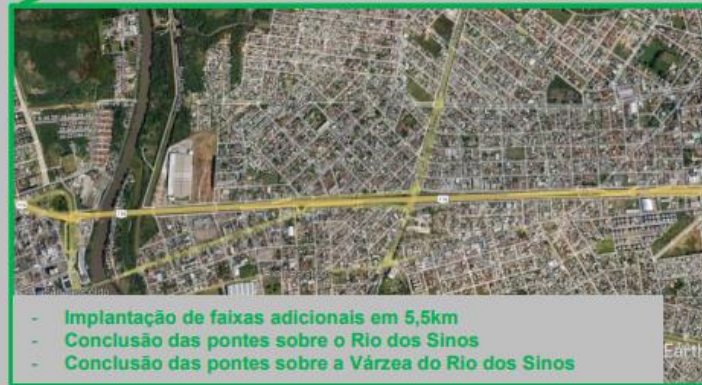 - Implantação de faixas adicionais em 5,5km
- Conclusão das pontes sobre o Rio dos Sinos
- Conclusão das pontes sobre a Várzea do Rio dos Sinos
Earth